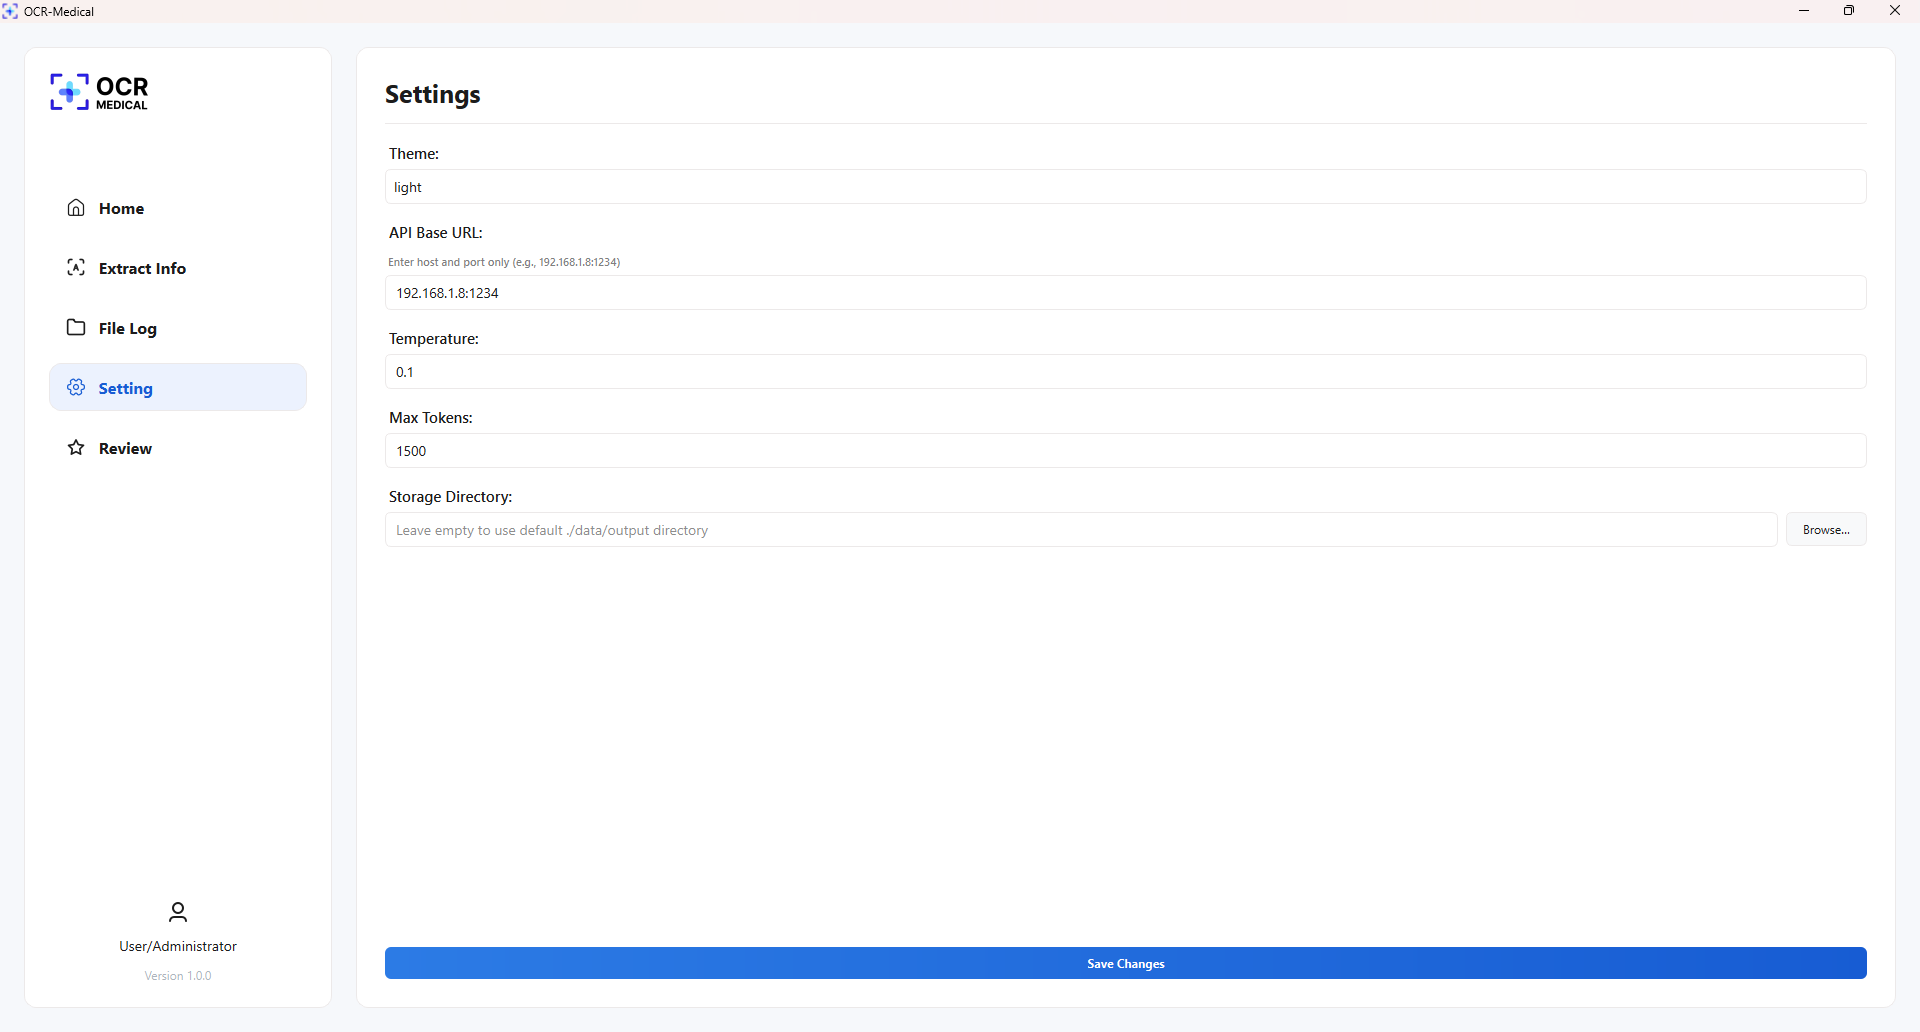 OCR-Medical
OCR
MEDICAL
Home
Extract Info
File Log
Setting
Review
User/Administrator
Version 1.0.0
Settings
Theme:
light
API Base URL:
Enter host and port only (e.g., 192.168.1.8:1234)
192.168.1.8:1234
Temperature:
0.1
Max Tokens:
1500
Storage Directory:
Leave empty to use default ./data/output directory
Browse...
Save Changes